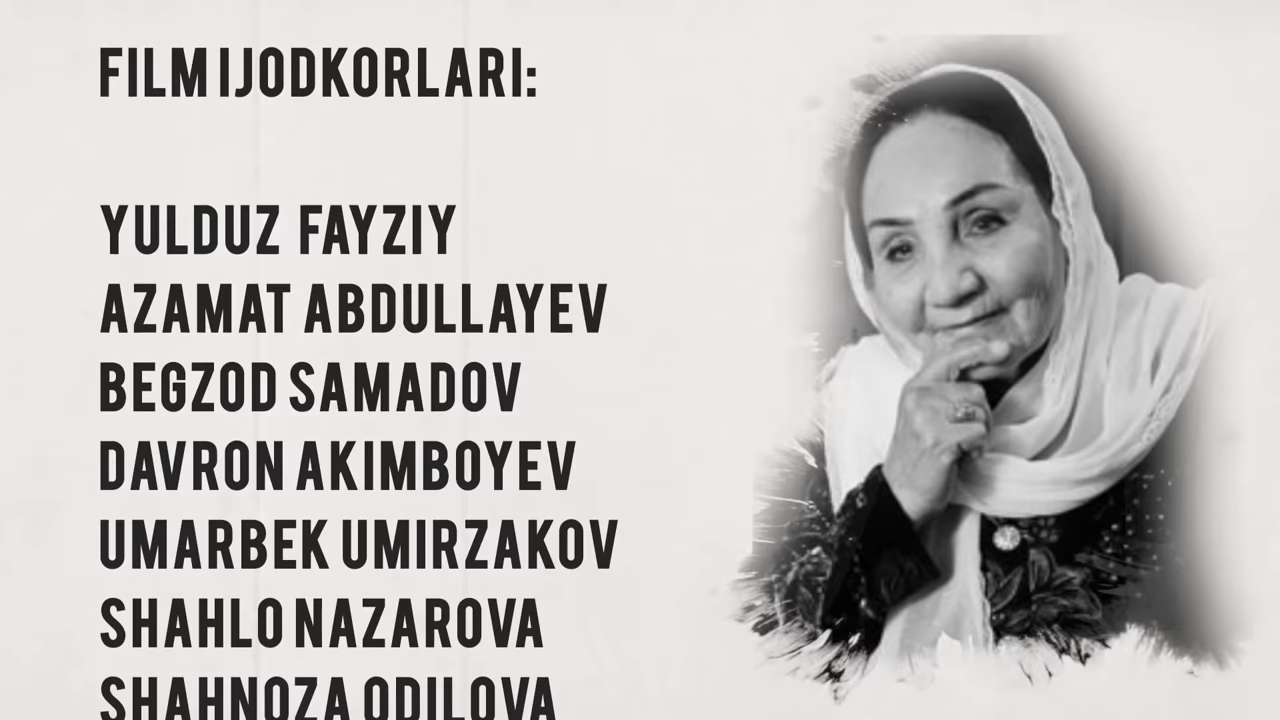 FILM IJODKORLARI:
YULDUZ FAYZIY
AZAMAT ABDULLAYEV
BEGZOD SAMADOV
DAVRON AKIMBOYEV
UMARBEK UMIRZAKOV
SHAHLO NAZAROVA
SHAHNOZA ODILOVA